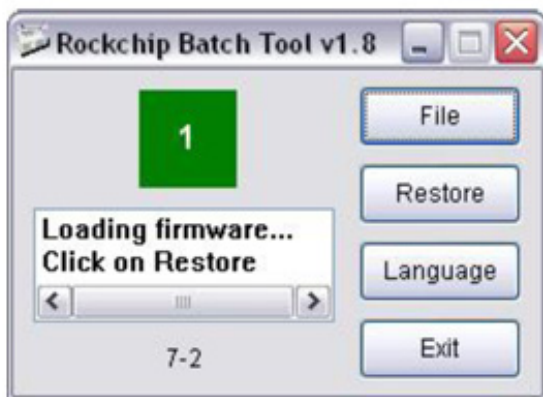 Rockchip Batch Tool v1.8
1
File
Restore
Loading firmware...
Click on Restore
Language
7-2
Exit